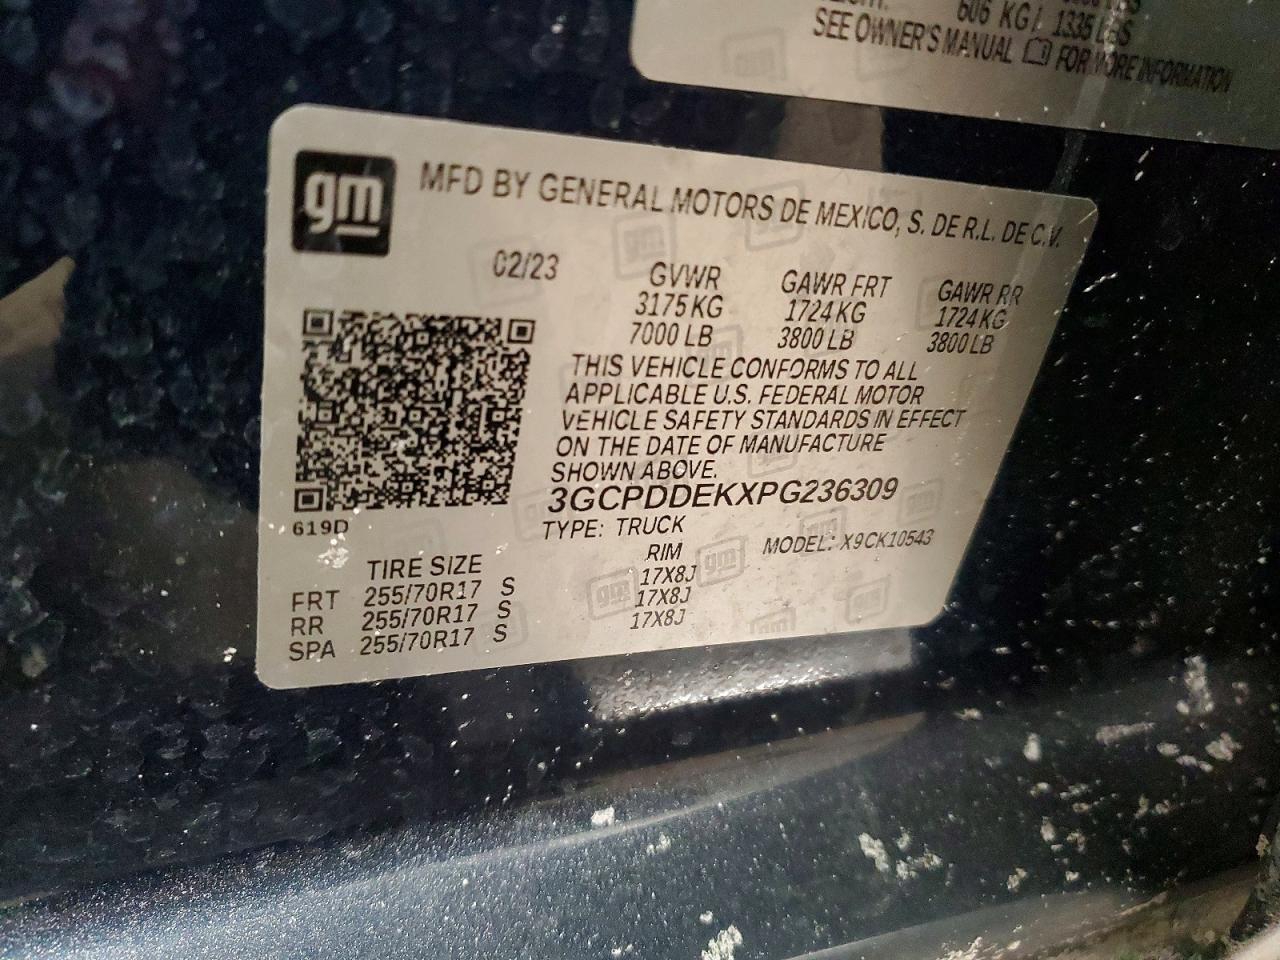 606 KG / 1335 LBS
SEE OWNER'S MANUAL FOR MORE INFORMATION
gm
MFD BY GENERAL MOTORS DE MEXICO, S. DE R.L. DE C.V.
02/23 GVWR GAWR FRT GAWR RR
3175 KG 1724 KG 1724 KG
7000 LB 3800 LB 3800 LB
THIS VEHICLE CONFORMS TO ALL
APPLICABLE U.S. FEDERAL MOTOR
VEHICLE SAFETY STANDARDS IN EFFECT
ON THE DATE OF MANUFACTURE
SHOWN ABOVE.
3GCPDDEKXPG236309
619D TYPE: TRUCK MODEL: X9CK10543
TIRE SIZE RIM
FRT 255/70R17 S 17X8J
RR 255/70R17 S 17X8J
SPA 255/70R17 S 17X8J